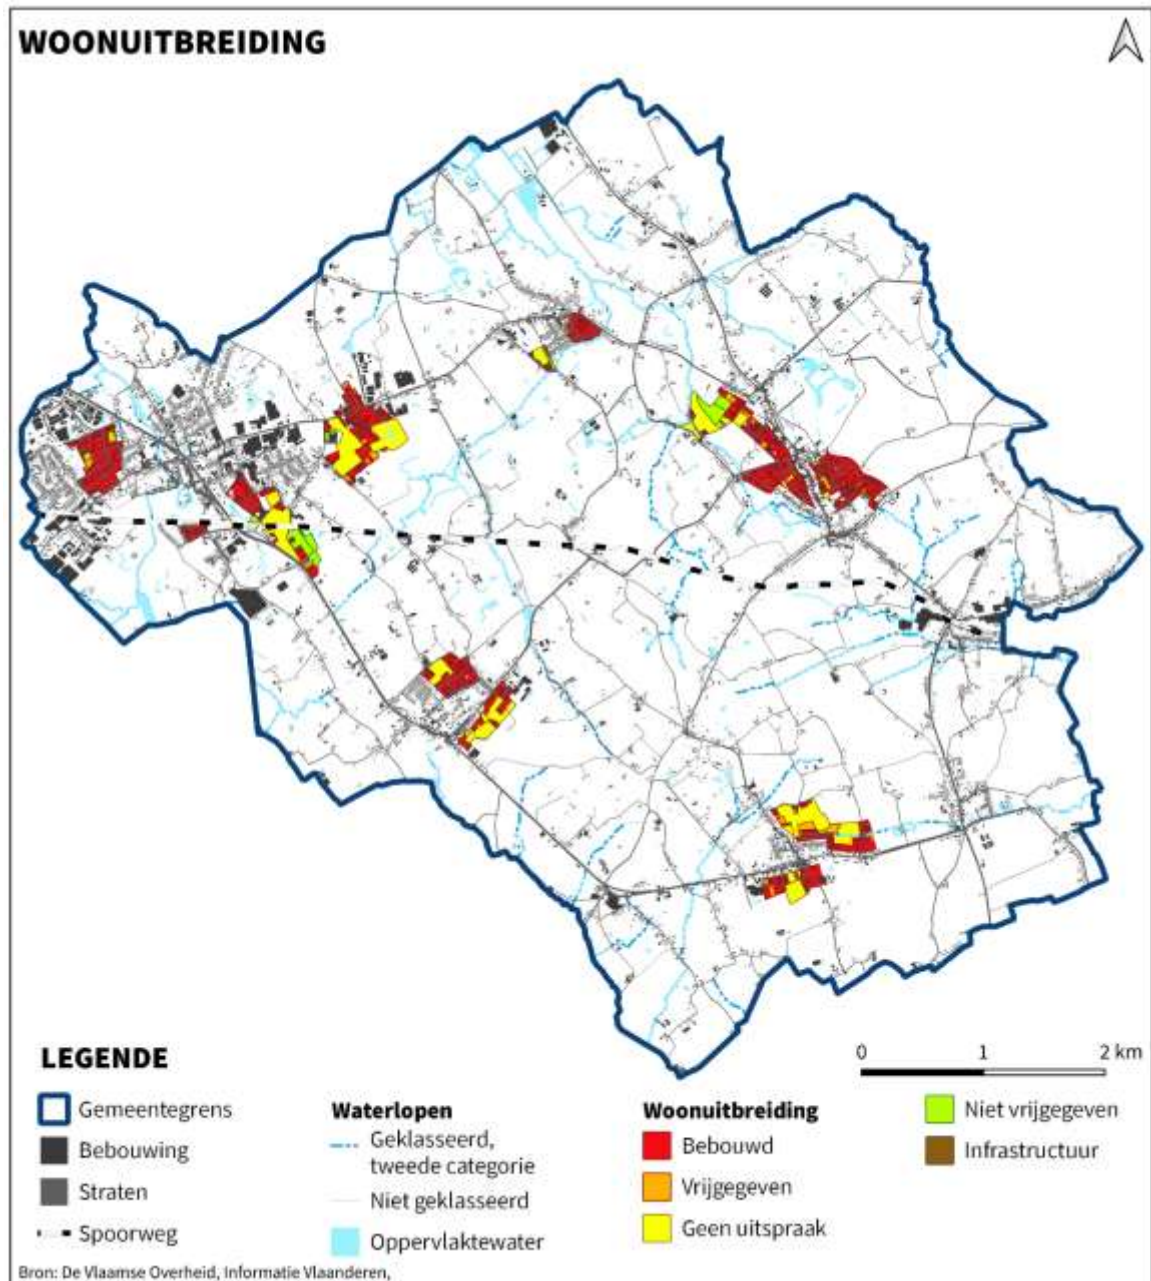 WOONUITBREIDING
LEGENDE
Gemeentegrens
Bebouwing
Straten
Spoorweg
Waterlopen
Geklasseerd,
tweede categorie
Niet geklasseerd
Oppervlaktewater
0 1 2 km
Woonuitbreiding
Bebouwd
Vrijgegeven
Geen uitspraak
Niet vrijgegeven
Infrastructuur
Bron: De Vlaamse Overheid, Informatie Vlaanderen,